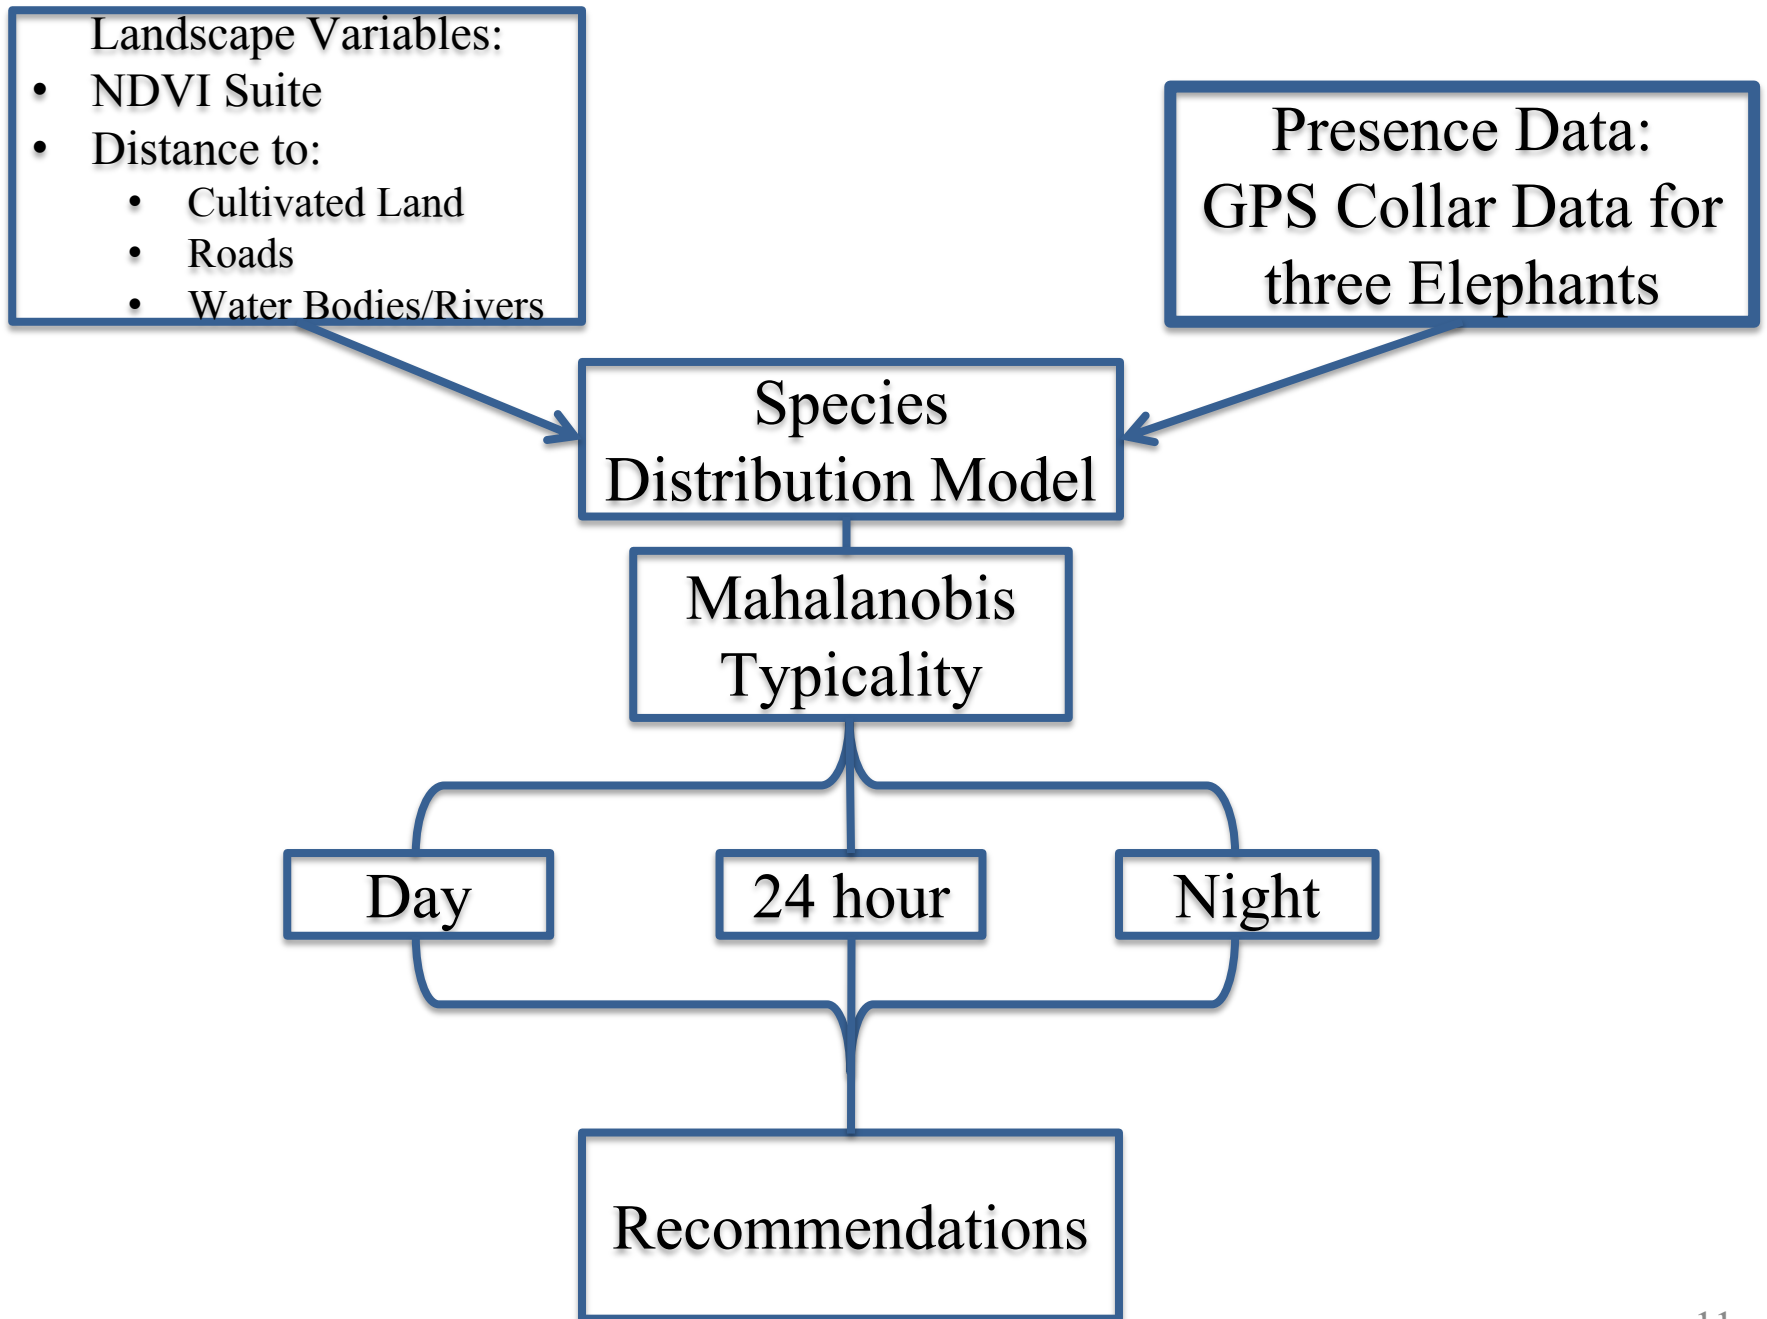 Landscape Variables:
• NDVI Suite
• Distance to:
• Cultivated Land
• Roads
• Water Bodies/Rivers
Presence Data:
GPS Collar Data for
three Elephants
Species
Distribution Model
Mahalanobis
Typicality
Day
24 hour
Night
Recommendations
11